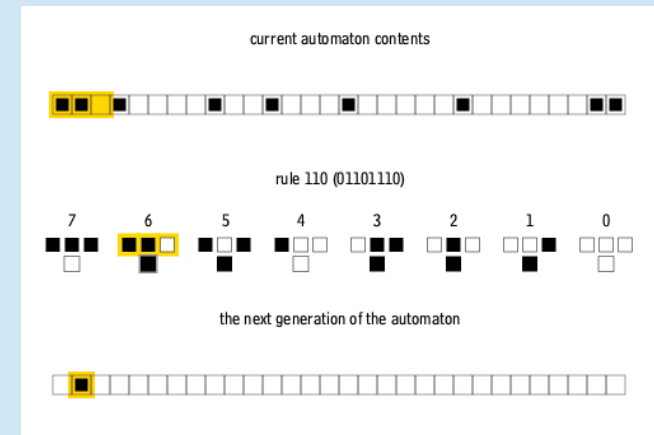 current automaton contents
rule 110 (01101110)
7 6 5 4 3 2 1 0
the next generation of the automaton